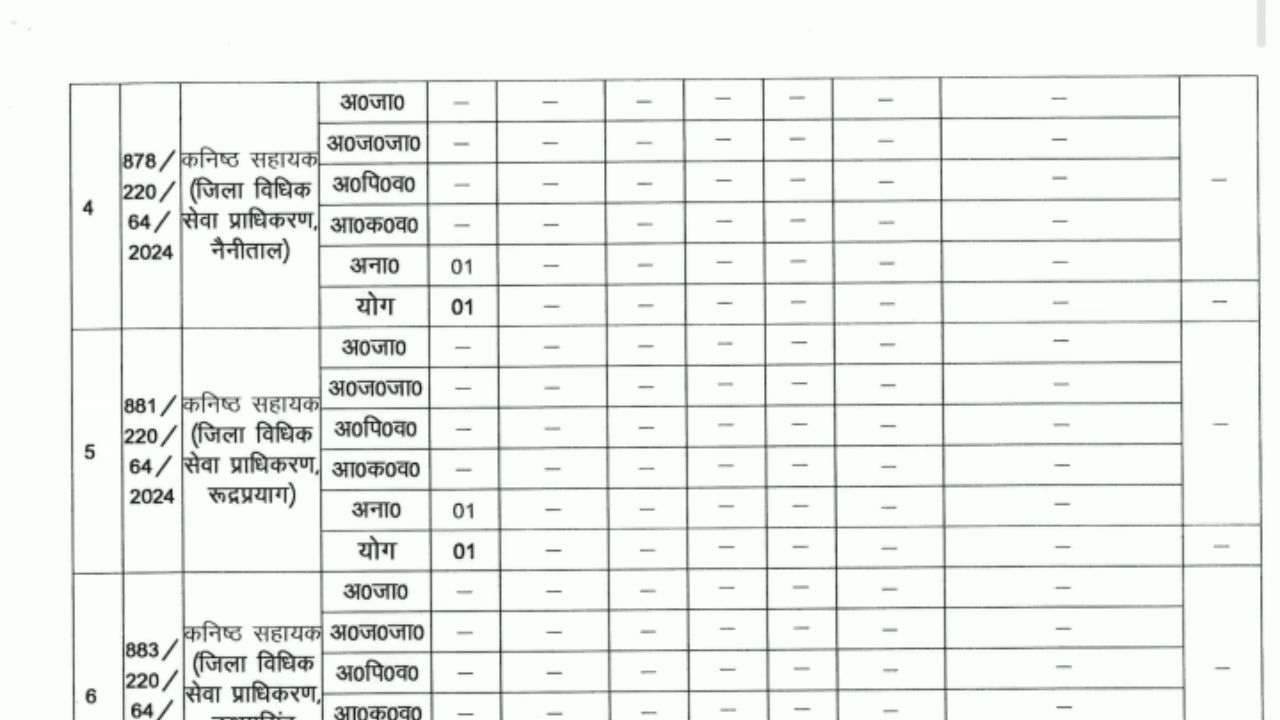 अ0जा0 — — — — — — —
अ0ज0जा0 — — — — — — —
878/ कनिष्ठ सहायक
220/ (जिला विधिक अ0पि0व0 — — — — — — — —
4 64/ सेवा प्राधिकरण, आ0क0व0 — — — — — — —
2024 नैनीताल) अना0 01 — — — — — —
योग 01 — — — — — — —
अ0जा0 — — — — — — —
अ0ज0जा0 — — — — — — —
881/ कनिष्ठ सहायक
220/ (जिला विधिक अ0पि0व0 — — — — — — — —
5 64/ सेवा प्राधिकरण, आ0क0व0 — — — — — — —
2024 रूद्रप्रयाग) अना0 01 — — — — — —
योग 01 — — — — — — —
अ0जा0 — — — — — — —
कनिष्ठ सहायक अ0ज0जा0 — — — — — — —
883/ (जिला विधिक अ0पि0व0 — — — — — — — —
220/ सेवा प्राधिकरण,
6 64/ आ0क0व0 — — — — — — —